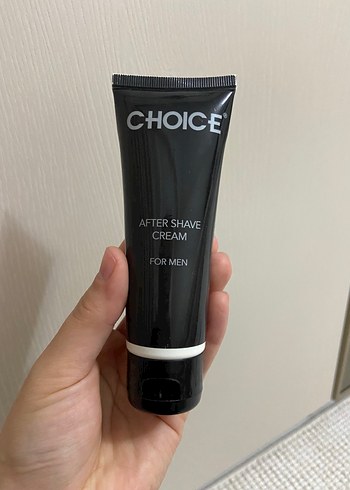 CHOICE®
AFTER SHAVE
CREAM
FOR MEN